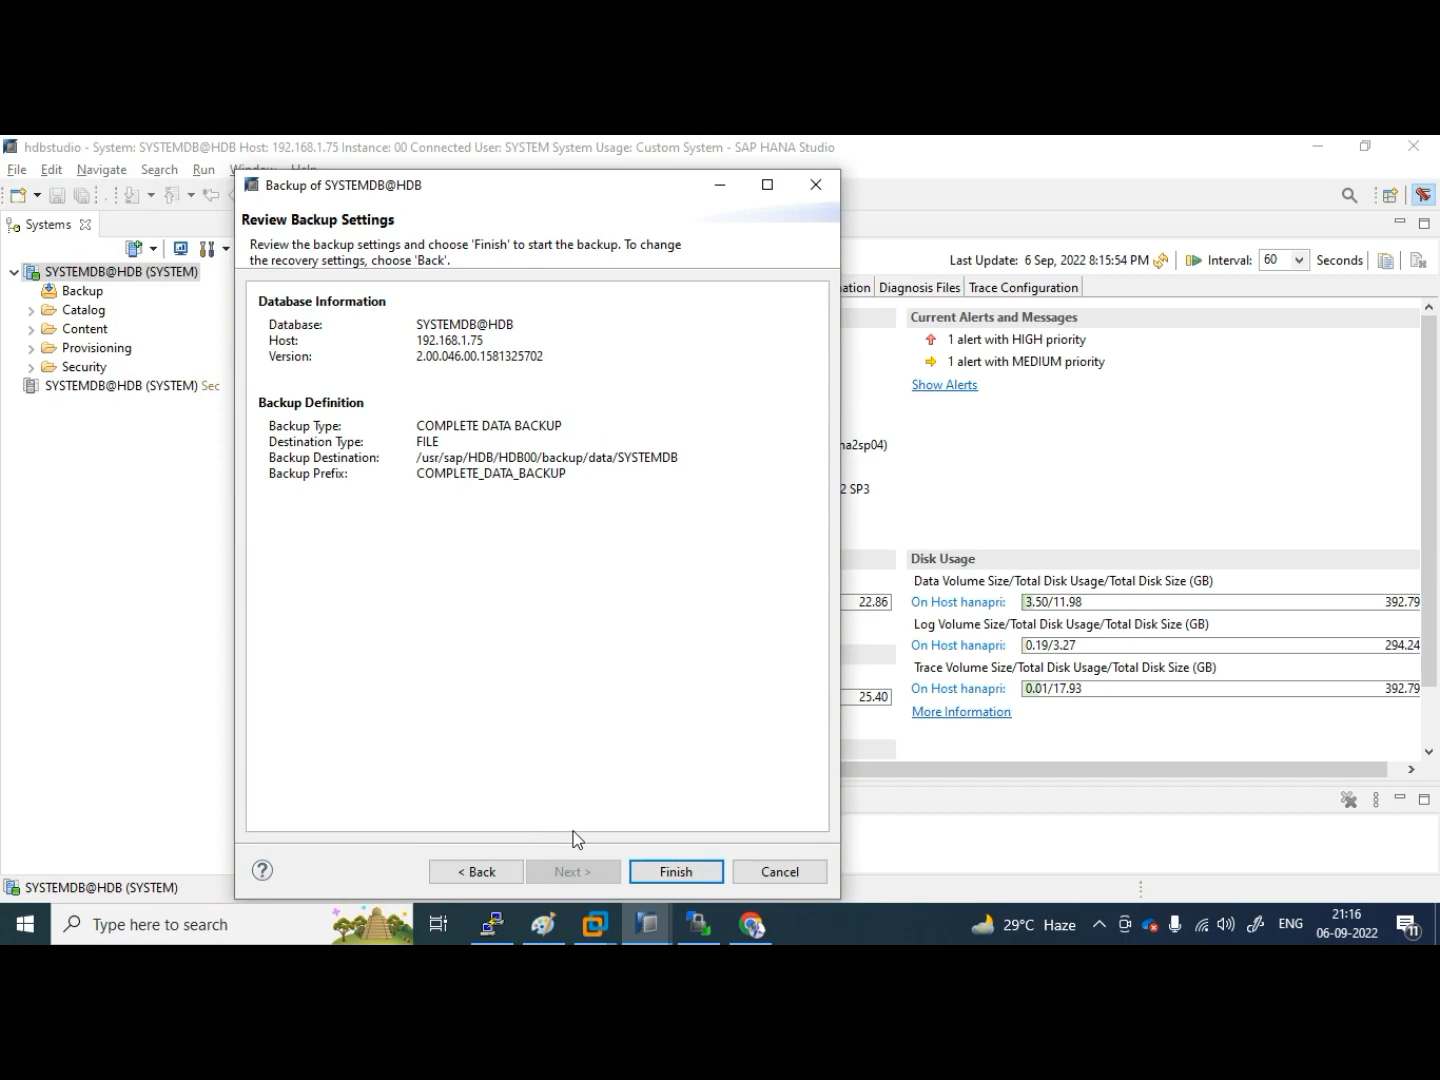 hdbstudio - System: SYSTEMDB@HDB Host: 192.168.1.75 Instance: 00 Connected User: SYSTEM System Usage: Custom System - SAP HANA Studio
File Edit Navigate Search Run
Backup of SYSTEMDB@HDB
Review Backup Settings
Review the backup settings and choose 'Finish' to start the backup. To change
the recovery settings, choose 'Back'.
Systems
SYSTEMDB@HDB (SYSTEM)
Backup
Catalog
Content
Provisioning
Security
SYSTEMDB@HDB (SYSTEM) Sec
Database Information
Database: SYSTEMDB@HDB
Host: 192.168.1.75
Version: 2.00.046.00.1581325702
Backup Definition
Backup Type: COMPLETE DATA BACKUP
Destination Type: FILE
Backup Destination: /usr/sap/HDB/HDB00/backup/data/SYSTEMDB
Backup Prefix: COMPLETE_DATA_BACKUP
< Back Next > Finish Cancel
Last Update: 6 Sep, 2022 8:15:54 PM Interval: 60 Seconds
ation Diagnosis Files Trace Configuration
Current Alerts and Messages
1 alert with HIGH priority
1 alert with MEDIUM priority
Show Alerts
na2sp04)
2 SP3
Disk Usage
Data Volume Size/Total Disk Usage/Total Disk Size (GB)
22.86 On Host hanapri: 3.50/11.98 392.79
Log Volume Size/Total Disk Usage/Total Disk Size (GB)
On Host hanapri: 0.19/3.27 294.24
Trace Volume Size/Total Disk Usage/Total Disk Size (GB)
25.40 On Host hanapri: 0.01/17.93 392.79
More Information
SYSTEMDB@HDB (SYSTEM)
Type here to search
29°C Haze
ENG
21:16
06-09-2022
11